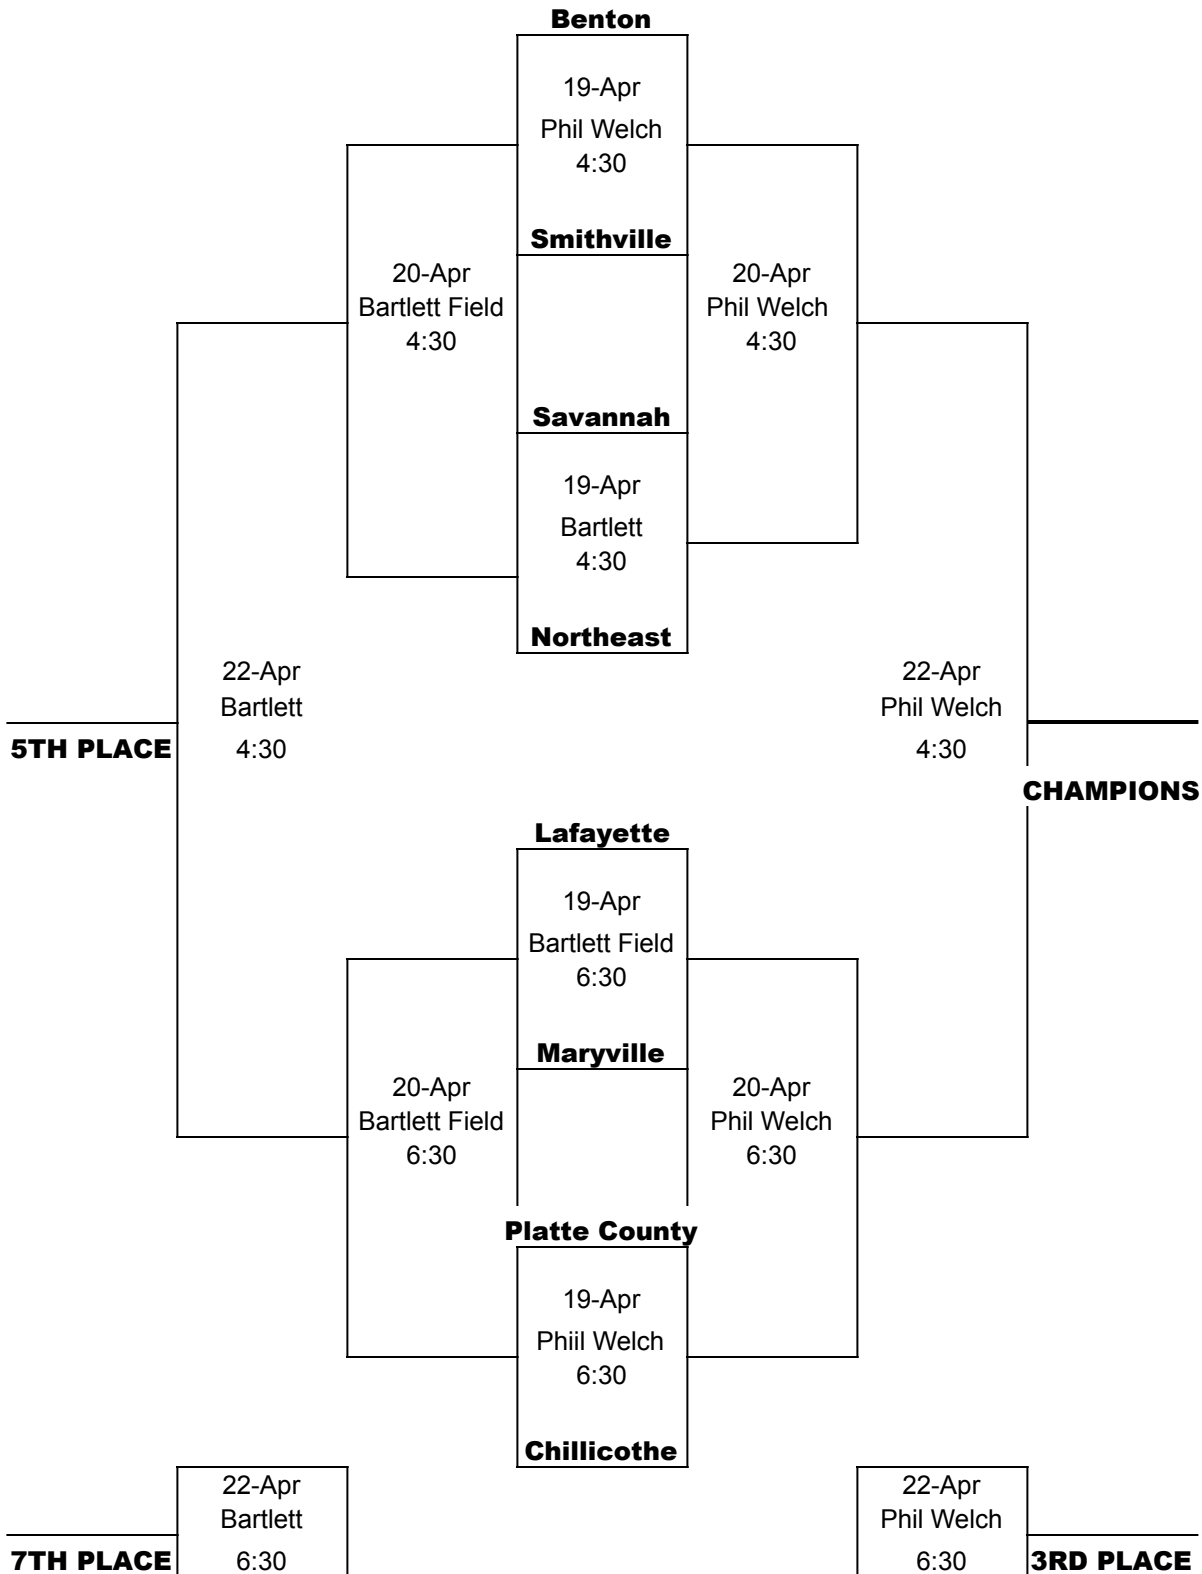 Benton
19-Apr
Phil Welch
4:30
Smithville
20-Apr
Bartlett Field
4:30
20-Apr
Phil Welch
4:30
Savannah
19-Apr
Bartlett
4:30
Northeast
22-Apr
Bartlett
4:30
5TH PLACE
22-Apr
Phil Welch
4:30
CHAMPIONS
Lafayette
19-Apr
Bartlett Field
6:30
Maryville
20-Apr
Bartlett Field
6:30
20-Apr
Phil Welch
6:30
Platte County
19-Apr
Phiil Welch
6:30
Chillicothe
22-Apr
Bartlett
6:30
7TH PLACE
22-Apr
Phil Welch
6:30
3RD PLACE